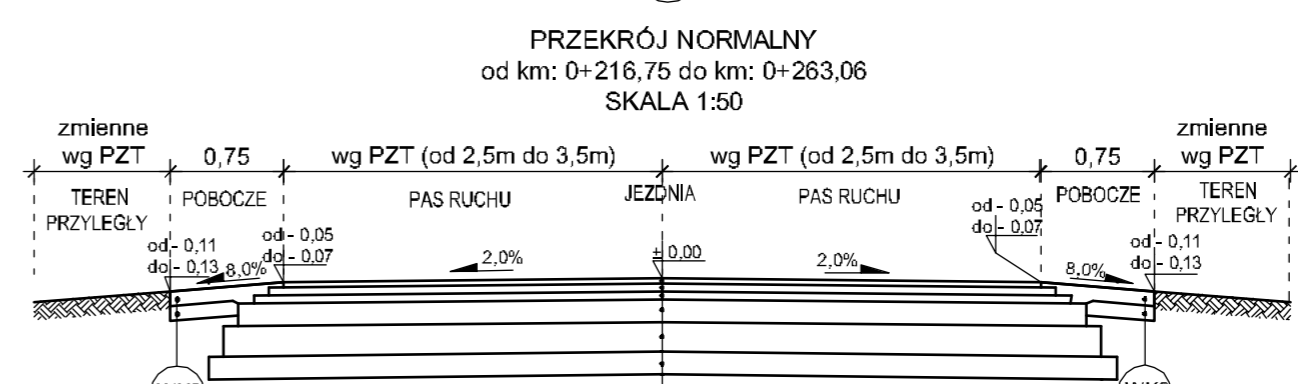 PRZEKRÓJ NORMALNY
od km: 0+216,75 do km: 0+263,06
SKALA 1:50
zmienne
wg PZT
0,75
wg PZT (od 2,5m do 3,5m)
wg PZT (od 2,5m do 3,5m)
0,75
zmienne
wg PZT
TEREN
PRZYLEGŁY
POBOCZE
PAS RUCHU
JEZDNIA
PAS RUCHU
POBOCZE
TEREN
PRZYLEGŁY
od - 0,11
do - 0,13
8,0%
od - 0,05
do - 0,07
2,0%
± 0,00
2,0%
od - 0,05
do - 0,07
8,0%
od - 0,11
do - 0,13